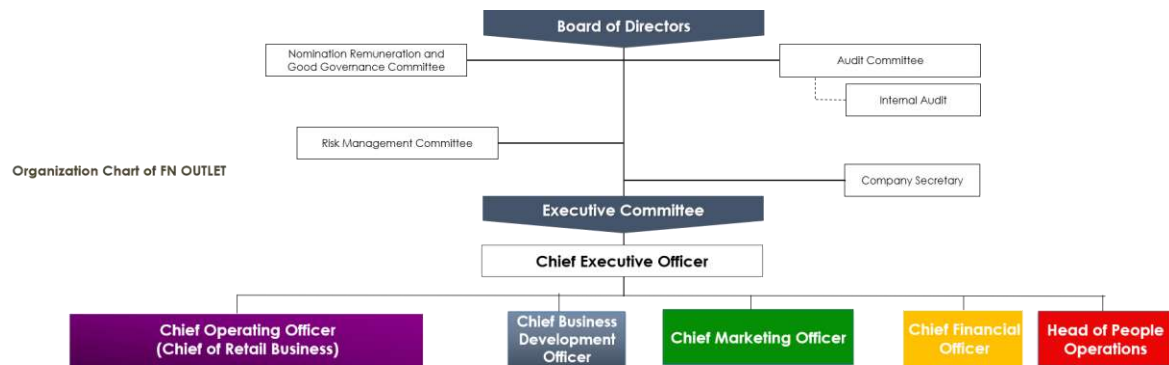 Board of Directors
Nomination Remuneration and
Good Governance Committee
Audit Committee
Internal Audit
Risk Management Committee
Organization Chart of FN OUTLET
Company Secretary
Executive Committee
Chief Executive Officer
Chief Operating Officer
(Chief of Retail Business)
Chief Business
Development
Officer
Chief Marketing Officer
Chief Financial
Officer
Head of People
Operations